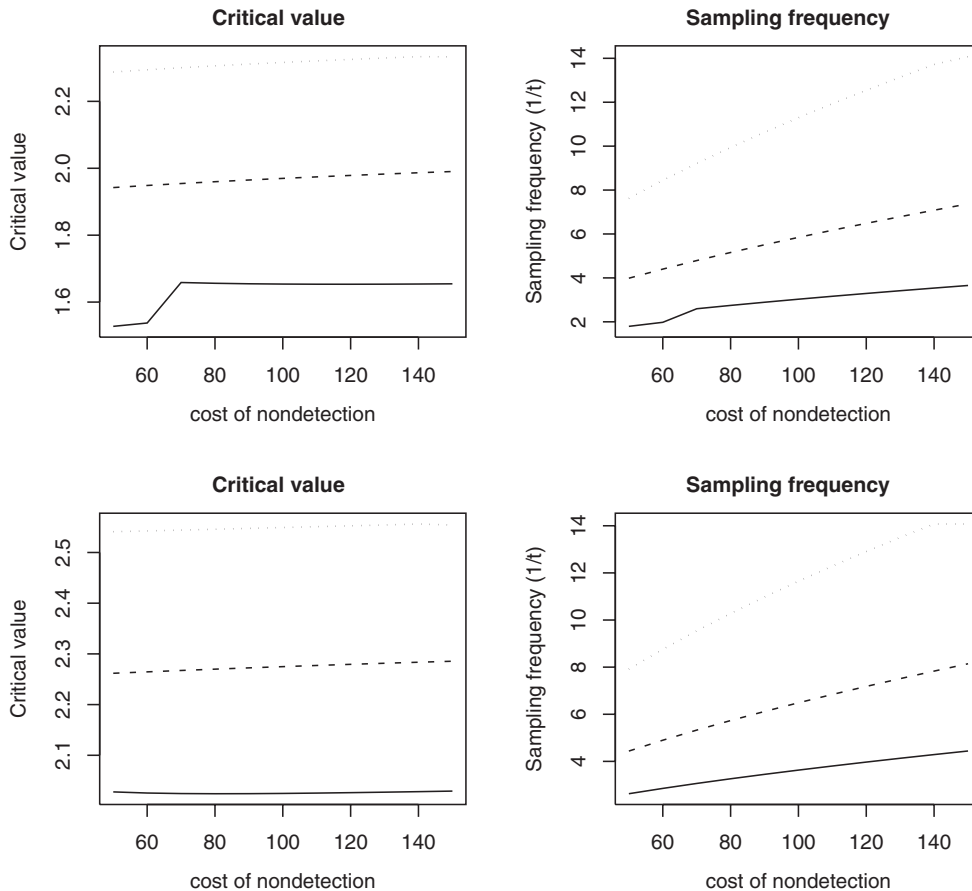 Critical value
Critical value
1.6 1.8 2.0 2.2
60 80 100 120 140
cost of nondetection
Sampling frequency
Sampling frequency (1/t)
2 4 6 8 10 12 14
60 80 100 120 140
cost of nondetection
Critical value
Critical value
2.1 2.2 2.3 2.5
60 80 100 120 140
cost of nondetection
Sampling frequency
Sampling frequency (1/t)
4 6 8 10 12 14
60 80 100 120 140
cost of nondetection